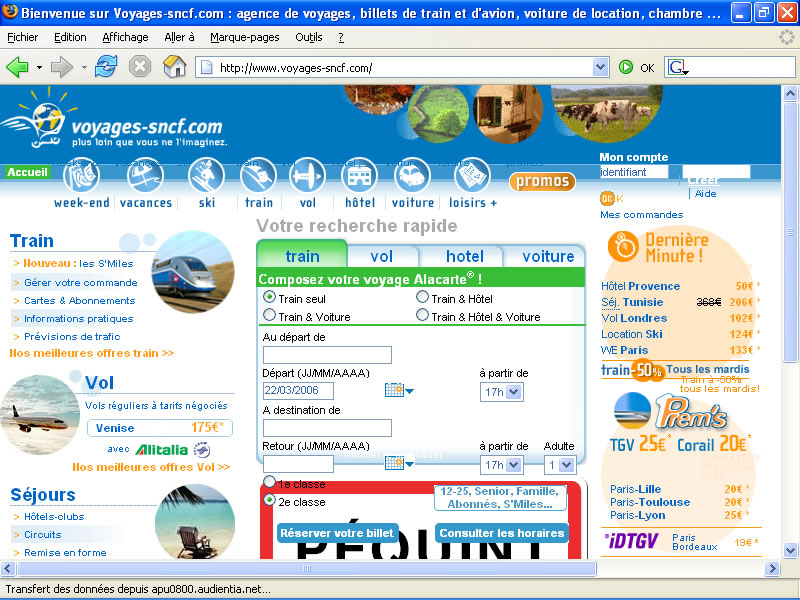 Bienvenue sur Voyages-sncf.com : agence de voyages, billets de train et d'avion, voiture de location, chambre ...
Fichier Edition Affichage Aller à Marque-pages Outils ?
http://www.voyages-sncf.com/ OK G
voyages-sncf.com
plus loin que vous ne l'imaginez.
Mon compte
Accueil
identifiant
Créer
OK
Aide
promos
week-end vacances ski train vol hôtel voiture loisirs +
Mes commandes
Votre recherche rapide
Train
> Nouveau : les S'Miles
> Gérer votre commande
> Cartes & Abonnements
> Informations pratiques
> Prévisions de trafic
Nos meilleures offres train >>
Vol
Vols réguliers à tarifs négociés
Venise 175€*
avec Alitalia
Nos meilleures offres Vol >>
Séjours
> Hôtels-clubs
> Circuits
> Remise en forme
train vol hotel voiture
Composez votre voyage Alacarte® !
Train seul Train & Hôtel
Train & Voiture Train & Hôtel & Voiture
Au départ de
Départ (JJ/MM/AAAA) à partir de
22/03/2006 17h
A destination de
Retour (JJ/MM/AAAA) à partir de Adulte
17h 1
1e classe
2e classe
12-25, Senior, Famille,
Abonnés, S'Miles...
Réserver votre billet Consulter les horaires
PÉQUINT
Dernière
Minute !
Hôtel Provence 50€ *
Séj. Tunisie 368€ 206€ *
Vol Londres 102€ *
Location Ski 124€ *
WE Paris 133€ *
train -50% Tous les mardis
Train à -50%
tous les mardis!
Prem's
TGV 25€* Corail 20€*
Paris-Lille 20€ *
Paris-Toulouse 20€ *
Paris-Lyon 25€ *
iDTGV Paris
Bordeaux 19€ *
Transfert des données depuis apu0800.audientia.net...